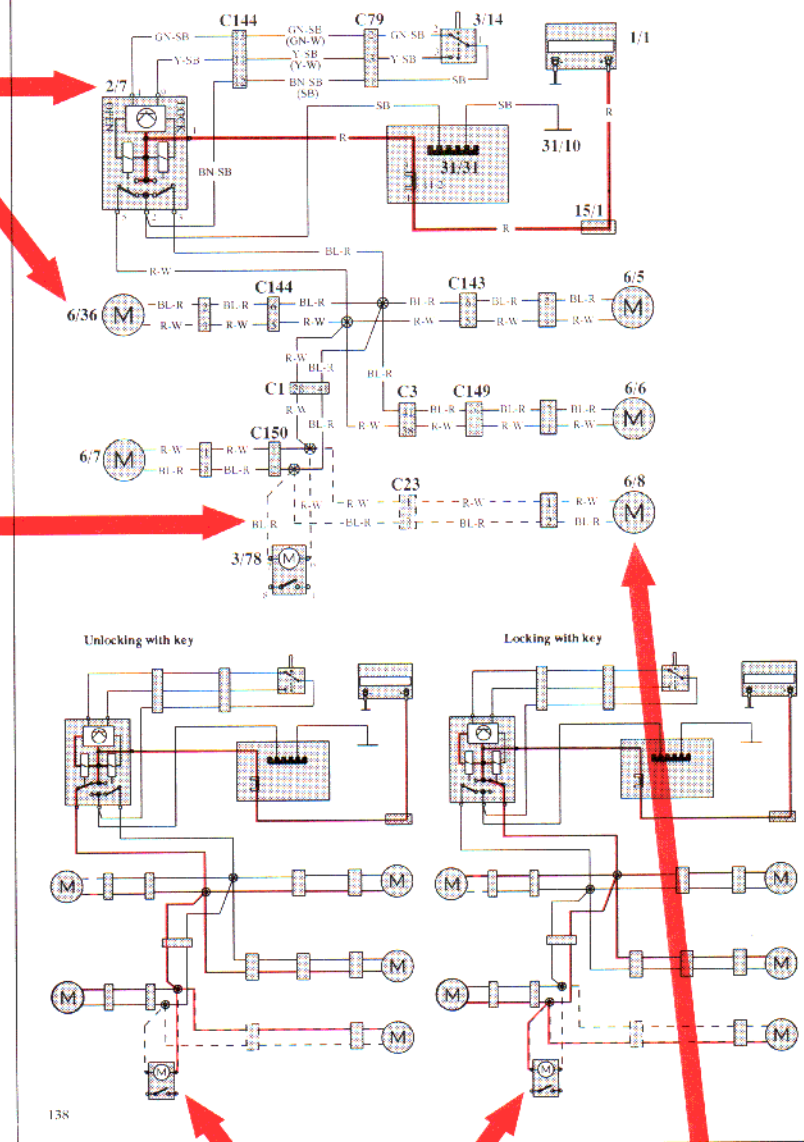 C144 C79 3/14
GN-SB GN-SB GN-SB 1/1
(GN-W)
Y-SB Y-SB Y-SB
(Y-W)
2/7 BN-SB SB
(SB)
SB SB
R R
31/10
31/31
BN-SB 11-2
15/1
R
BL-R
R-W
C144 C143 6/5
BL-R BL-R BL-R BL-R BL-R BL-R
6/36 M M
R-W R-W R-W R-W R-W R-W
R-W BL-R
BL-R
C1 C3 C149 6/6
R-W BL-R BL-R BL-R
M
BL-R R-W R-W R-W R-W
C150
6/7 R-W R-W
M
BL-R BL-R
C23 6/8
R-W R-W R-W R-W
M
BL-R BL-R BL-R BL-R
3/78 M
Unlocking with key Locking with key
M M M M
M M
M M
M M
M M
138